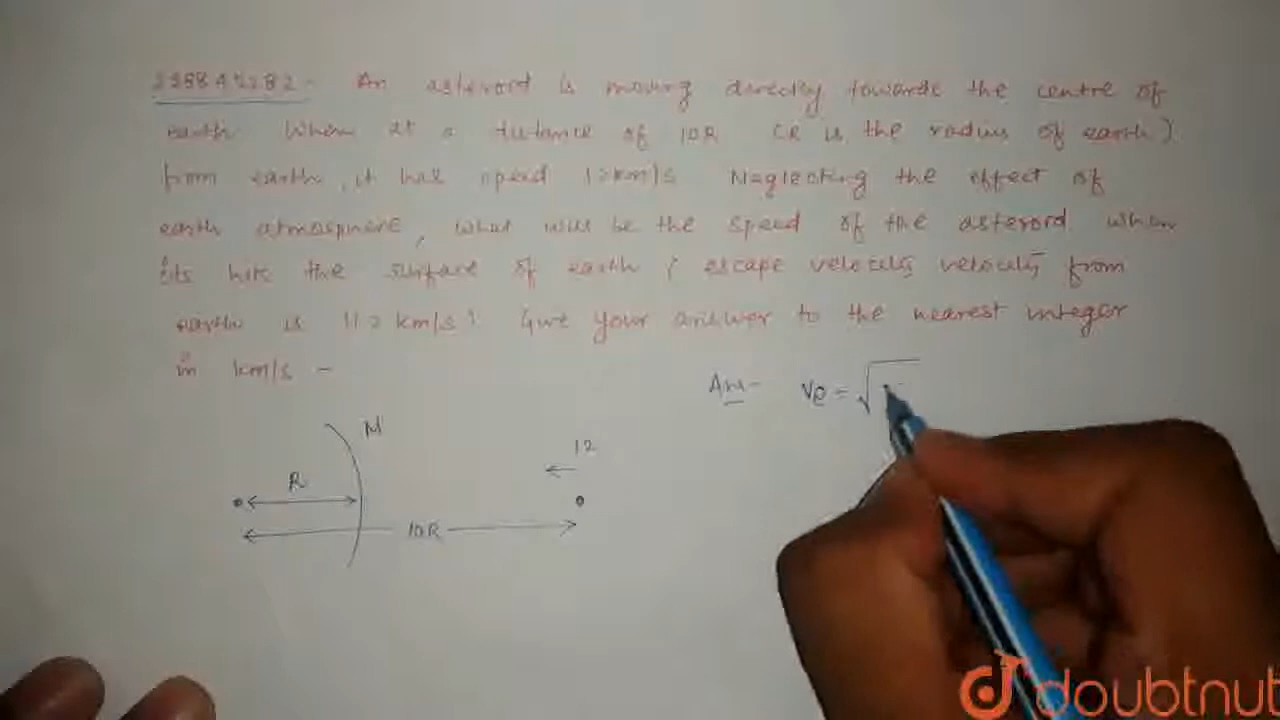 An asteroid is moving directly towards the centre of
earth when at a distance of 10R (R is the radius of earth)
from earth, it has speed 12km/s Neglecting the effect of
earth atmosphere, what will be the speed of the asteroid when
its hits the surface of earth ( escape velocity velocity from
earth is 11.2 km/s) Give your answer to the nearest integer
in km/s -
Ans- Ve = √
M
12
R
10R
doubtnut